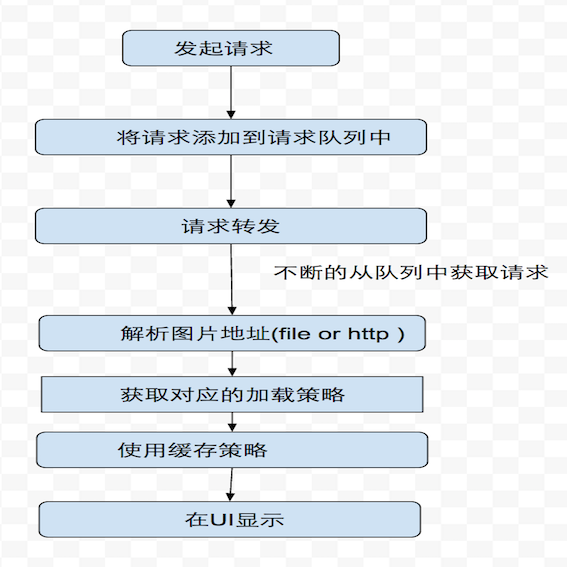 发起请求
将请求添加到请求队列中
请求转发
不断的从队列中获取请求
解析图片地址(file or http )
获取对应的加载策略
使用缓存策略
在UI显示